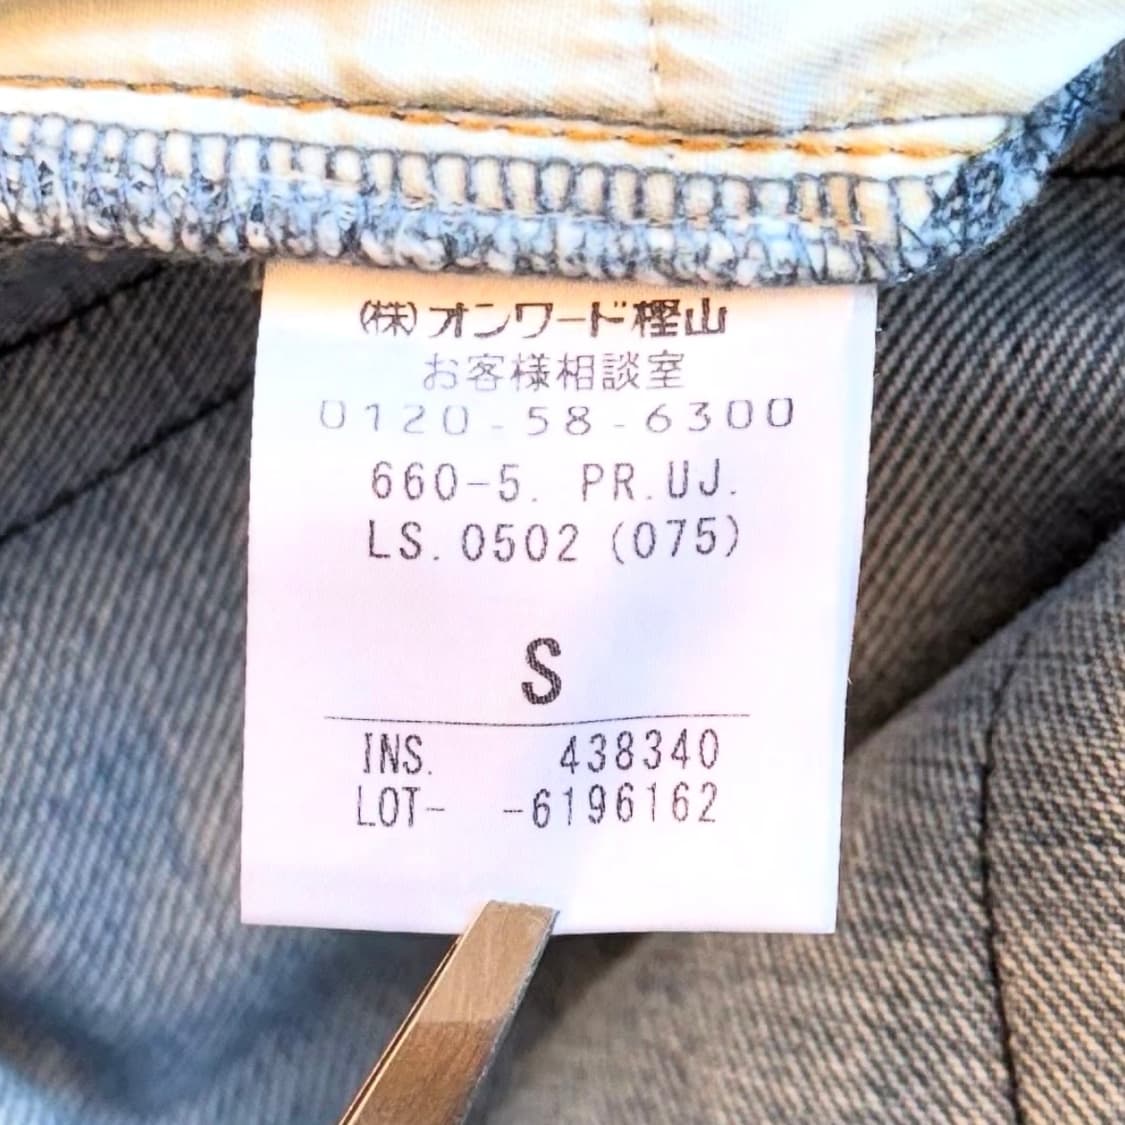 (株)オンワード樫山
お客様相談室
0120-58-6300
660-5. PR.UJ.
LS.0502 (075)
S
INS. 438340
LOT- -6196162